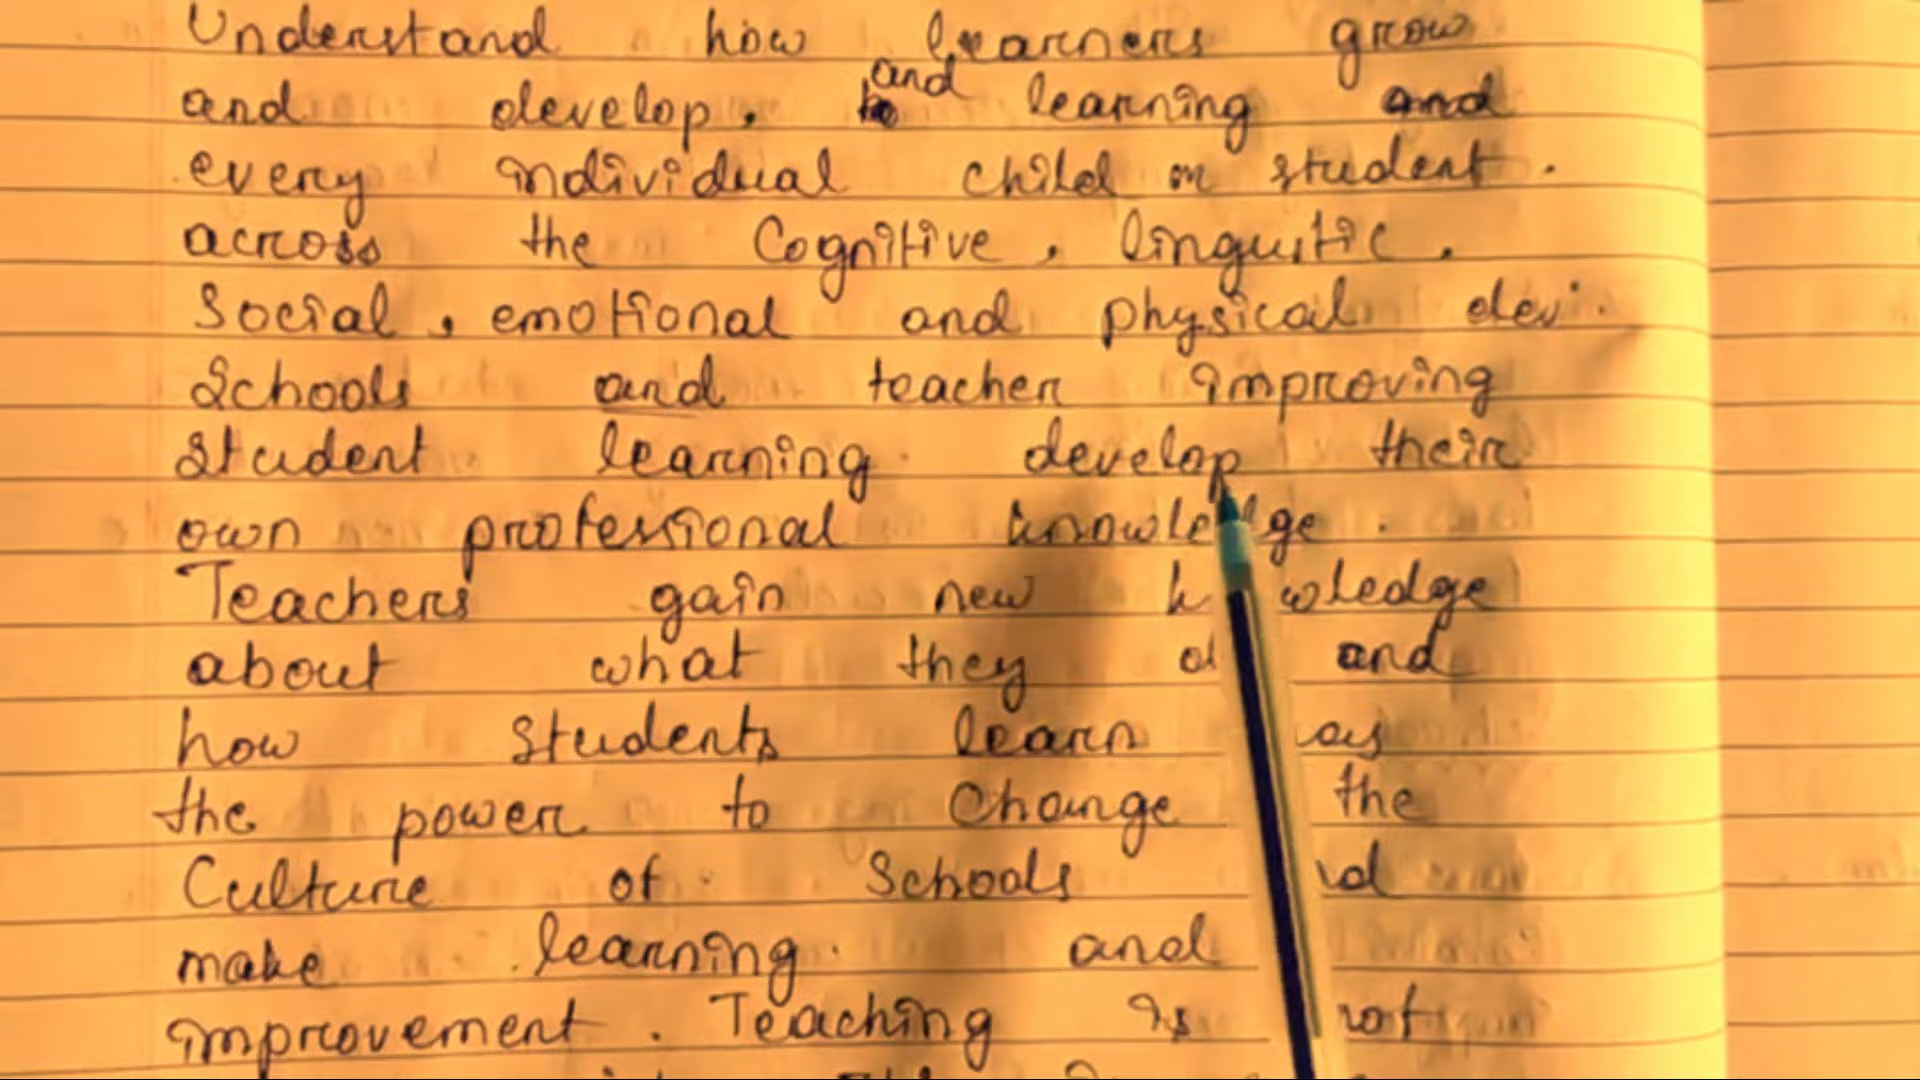 Understand how learners grow
and develop, and learning and
every individual child or student.
across the Cognitive, linguistic,
Social, emotional and physical dev.
Schools and teacher improving
student learning develop their
own professional knowledge.
Teachers gain new
about what they and
how students learn
the power to Change the
Culture of Schools
make learning and
improvement. Teaching is